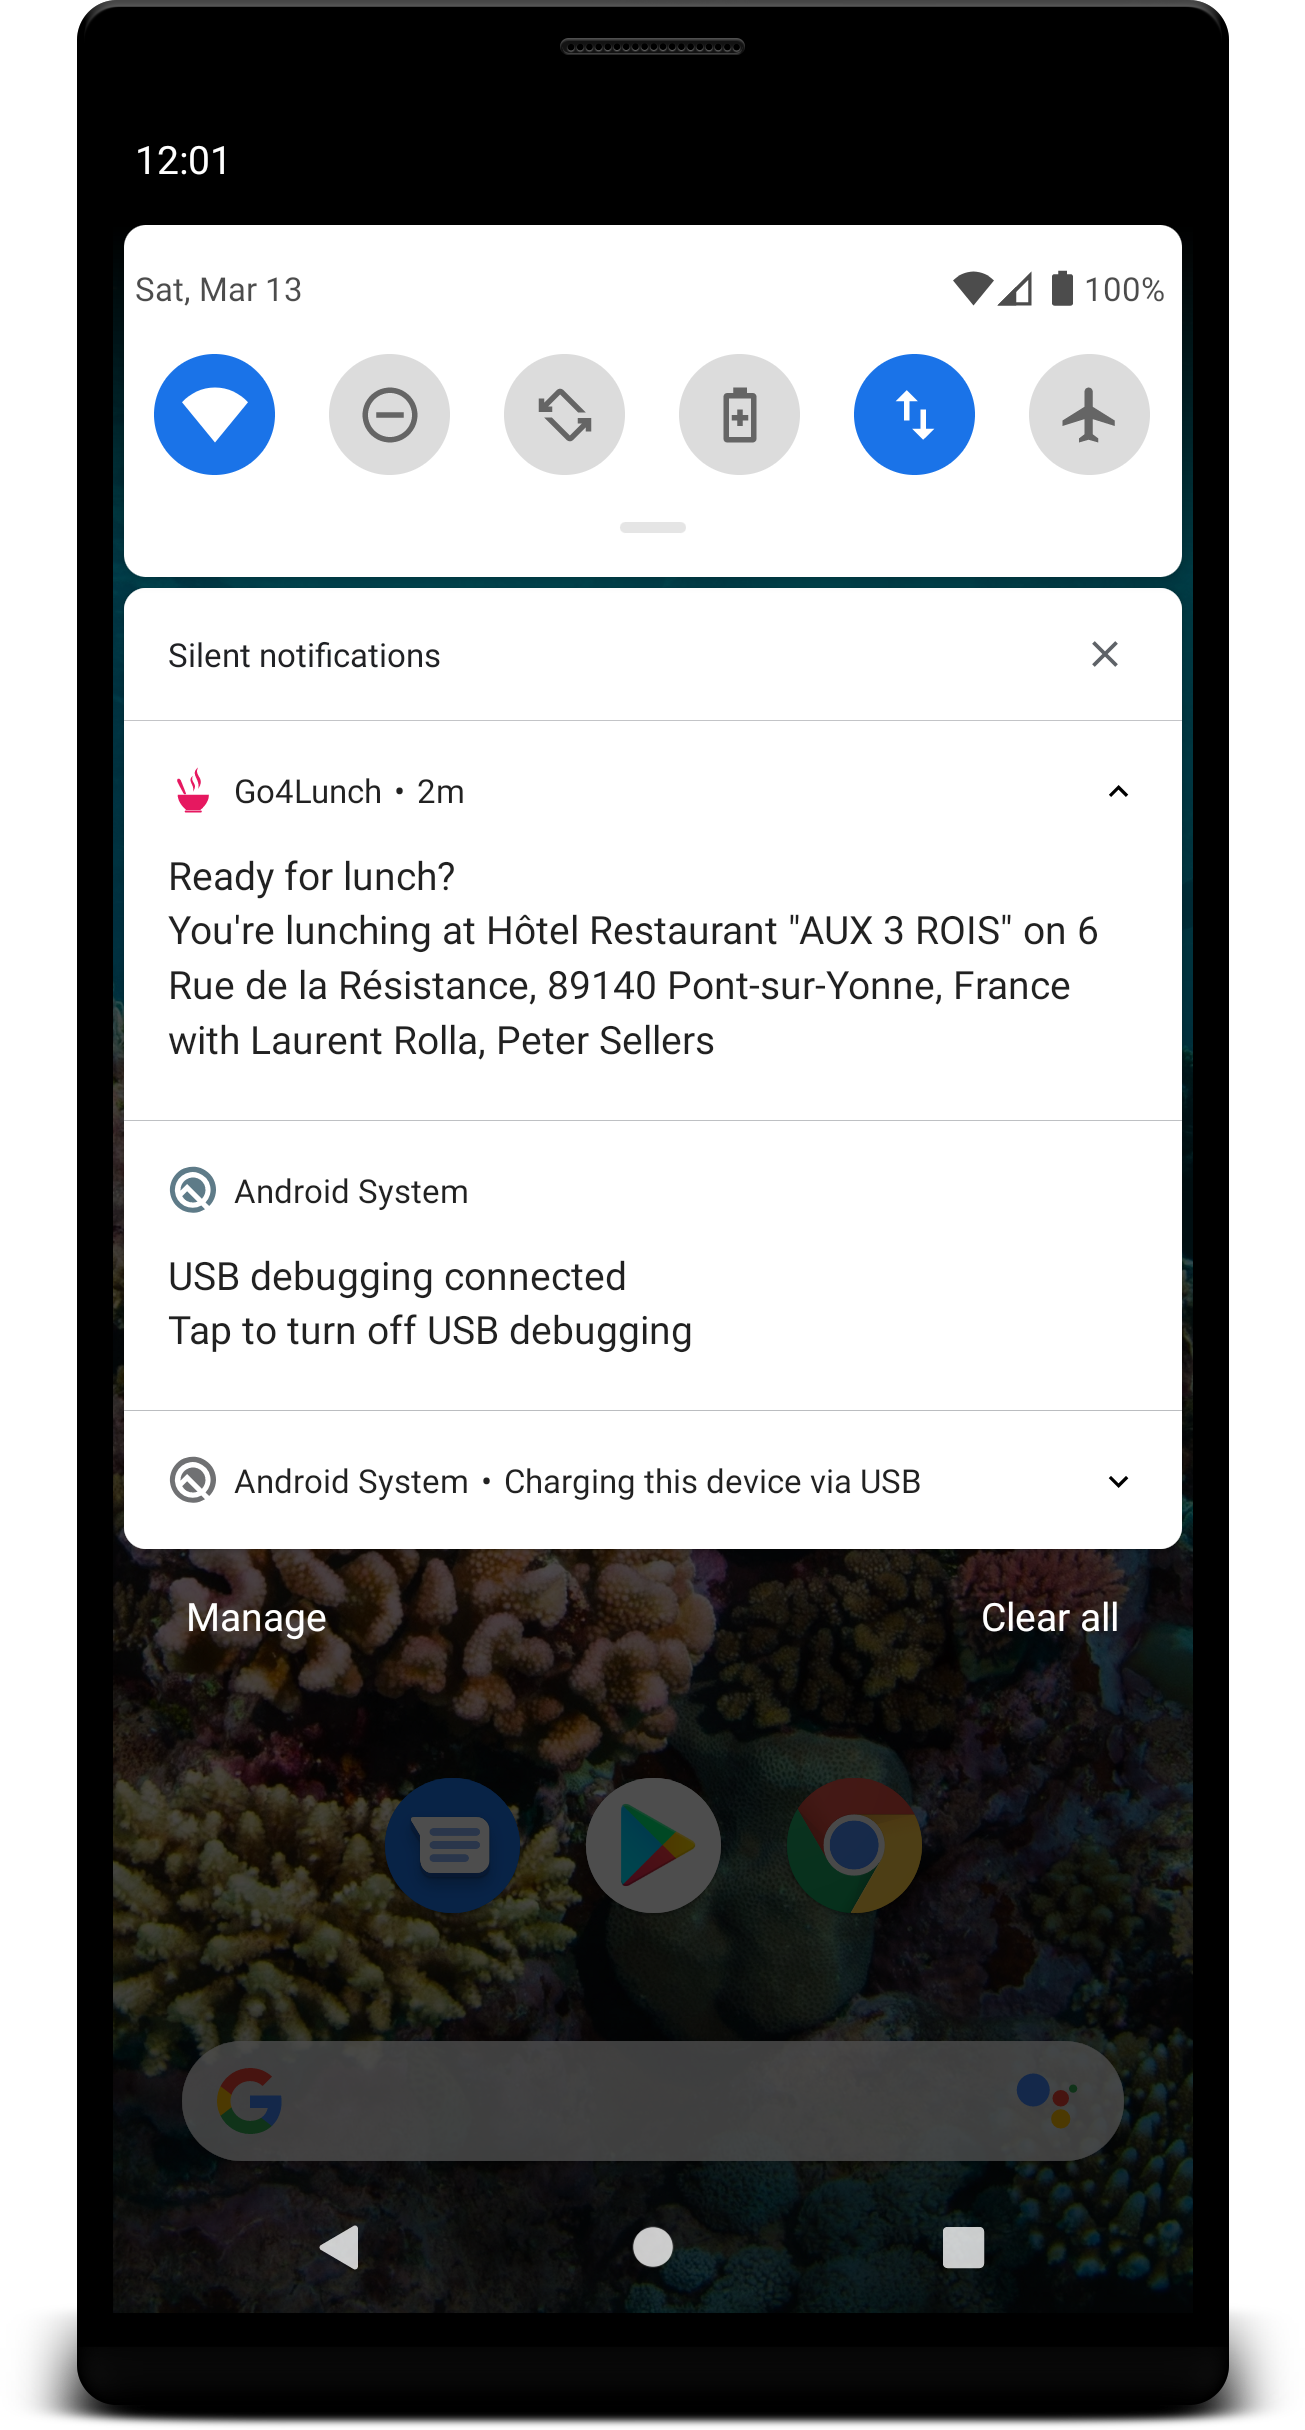 12:01
Sat, Mar 13
100%
Silent notifications
Go4Lunch • 2m
Ready for lunch?
You're lunching at Hôtel Restaurant "AUX 3 ROIS" on 6
Rue de la Résistance, 89140 Pont-sur-Yonne, France
with Laurent Rolla, Peter Sellers
Android System
USB debugging connected
Tap to turn off USB debugging
Android System • Charging this device via USB
Manage
Clear all